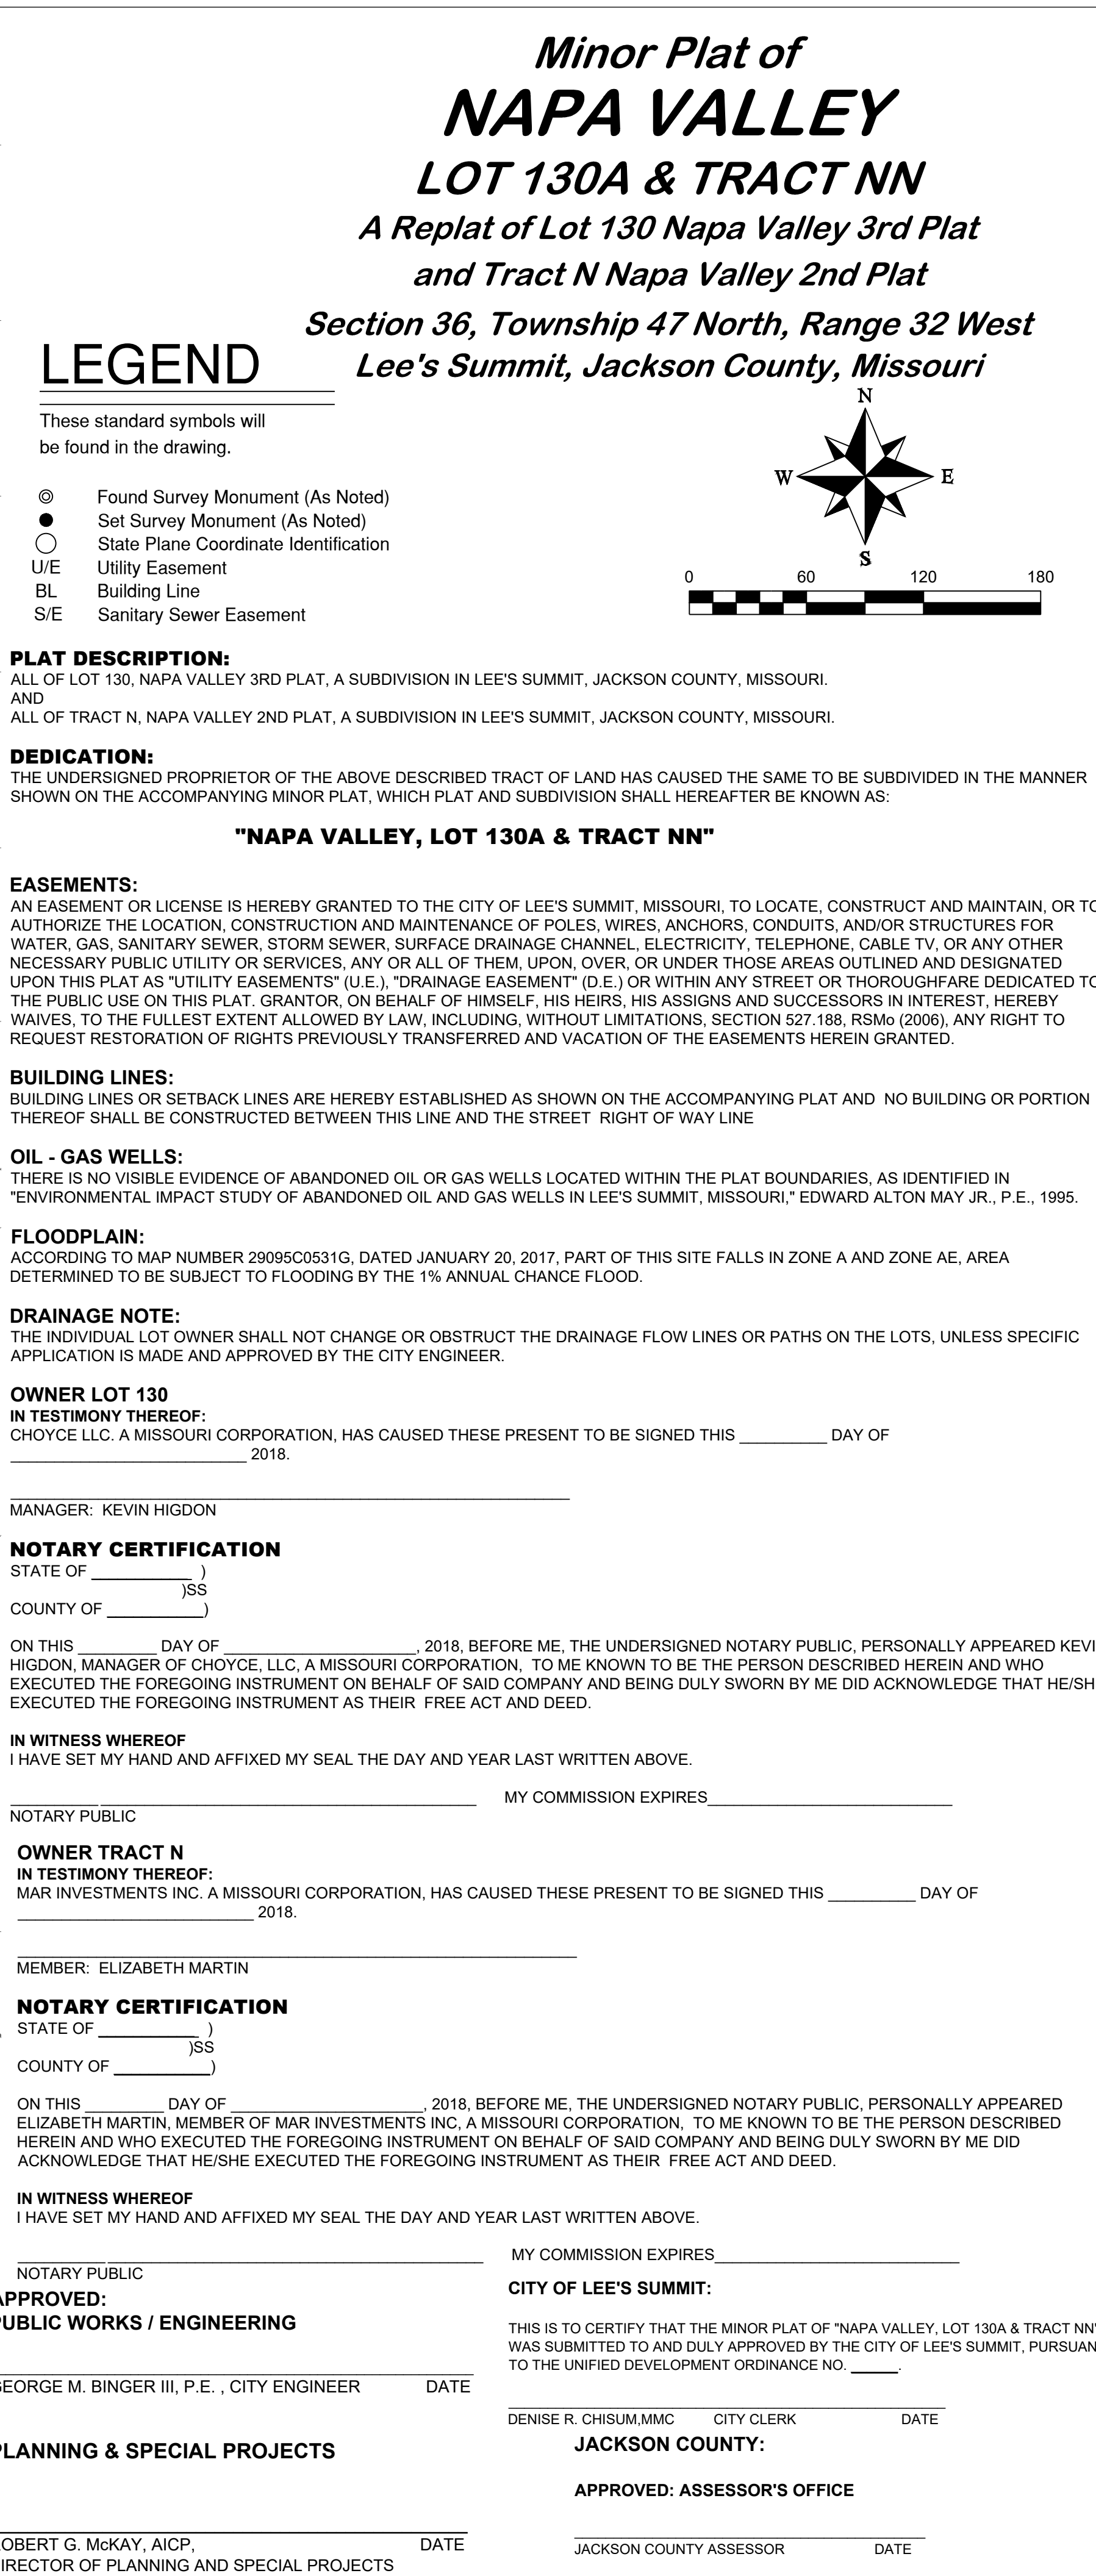 Minor Plat of
NAPA VALLEY
LOT 130A & TRACT NN
A Replat of Lot 130 Napa Valley 3rd Plat
and Tract N Napa Valley 2nd Plat
Section 36, Township 47 North, Range 32 West
Lee's Summit, Jackson County, Missouri
LEGEND
These standard symbols will
be found in the drawing.
Found Survey Monument (As Noted)
Set Survey Monument (As Noted)
State Plane Coordinate Identification
U/E Utility Easement
BL Building Line
S/E Sanitary Sewer Easement
N
W E
S
0 60 120 180
PLAT DESCRIPTION:
ALL OF LOT 130, NAPA VALLEY 3RD PLAT, A SUBDIVISION IN LEE'S SUMMIT, JACKSON COUNTY, MISSOURI.
AND
ALL OF TRACT N, NAPA VALLEY 2ND PLAT, A SUBDIVISION IN LEE'S SUMMIT, JACKSON COUNTY, MISSOURI.
DEDICATION:
THE UNDERSIGNED PROPRIETOR OF THE ABOVE DESCRIBED TRACT OF LAND HAS CAUSED THE SAME TO BE SUBDIVIDED IN THE MANNER
SHOWN ON THE ACCOMPANYING MINOR PLAT, WHICH PLAT AND SUBDIVISION SHALL HEREAFTER BE KNOWN AS:
"NAPA VALLEY, LOT 130A & TRACT NN"
EASEMENTS:
AN EASEMENT OR LICENSE IS HEREBY GRANTED TO THE CITY OF LEE'S SUMMIT, MISSOURI, TO LOCATE, CONSTRUCT AND MAINTAIN, OR TO
AUTHORIZE THE LOCATION, CONSTRUCTION AND MAINTENANCE OF POLES, WIRES, ANCHORS, CONDUITS, AND/OR STRUCTURES FOR
WATER, GAS, SANITARY SEWER, STORM SEWER, SURFACE DRAINAGE CHANNEL, ELECTRICITY, TELEPHONE, CABLE TV, OR ANY OTHER
NECESSARY PUBLIC UTILITY OR SERVICES, ANY OR ALL OF THEM, UPON, OVER, OR UNDER THOSE AREAS OUTLINED AND DESIGNATED
UPON THIS PLAT AS "UTILITY EASEMENTS" (U.E.), "DRAINAGE EASEMENT" (D.E.) OR WITHIN ANY STREET OR THOROUGHFARE DEDICATED TO
THE PUBLIC USE ON THIS PLAT. GRANTOR, ON BEHALF OF HIMSELF, HIS HEIRS, HIS ASSIGNS AND SUCCESSORS IN INTEREST, HEREBY
WAIVES, TO THE FULLEST EXTENT ALLOWED BY LAW, INCLUDING, WITHOUT LIMITATIONS, SECTION 527.188, RSMo (2006), ANY RIGHT TO
REQUEST RESTORATION OF RIGHTS PREVIOUSLY TRANSFERRED AND VACATION OF THE EASEMENTS HEREIN GRANTED.
BUILDING LINES:
BUILDING LINES OR SETBACK LINES ARE HEREBY ESTABLISHED AS SHOWN ON THE ACCOMPANYING PLAT AND NO BUILDING OR PORTION
THEREOF SHALL BE CONSTRUCTED BETWEEN THIS LINE AND THE STREET RIGHT OF WAY LINE
OIL - GAS WELLS:
THERE IS NO VISIBLE EVIDENCE OF ABANDONED OIL OR GAS WELLS LOCATED WITHIN THE PLAT BOUNDARIES, AS IDENTIFIED IN
"ENVIRONMENTAL IMPACT STUDY OF ABANDONED OIL AND GAS WELLS IN LEE'S SUMMIT, MISSOURI," EDWARD ALTON MAY JR., P.E., 1995.
FLOODPLAIN:
ACCORDING TO MAP NUMBER 29095C0531G, DATED JANUARY 20, 2017, PART OF THIS SITE FALLS IN ZONE A AND ZONE AE, AREA
DETERMINED TO BE SUBJECT TO FLOODING BY THE 1% ANNUAL CHANCE FLOOD.
DRAINAGE NOTE:
THE INDIVIDUAL LOT OWNER SHALL NOT CHANGE OR OBSTRUCT THE DRAINAGE FLOW LINES OR PATHS ON THE LOTS, UNLESS SPECIFIC
APPLICATION IS MADE AND APPROVED BY THE CITY ENGINEER.
OWNER LOT 130
IN TESTIMONY THEREOF:
CHOYCE LLC. A MISSOURI CORPORATION, HAS CAUSED THESE PRESENT TO BE SIGNED THIS __________ DAY OF
___________________________ 2018.
MANAGER: KEVIN HIGDON
NOTARY CERTIFICATION
STATE OF ____________ )
)SS
COUNTY OF ___________)
ON THIS _________ DAY OF ______________________, 2018, BEFORE ME, THE UNDERSIGNED NOTARY PUBLIC, PERSONALLY APPEARED KEVI
HIGDON, MANAGER OF CHOYCE, LLC, A MISSOURI CORPORATION, TO ME KNOWN TO BE THE PERSON DESCRIBED HEREIN AND WHO
EXECUTED THE FOREGOING INSTRUMENT ON BEHALF OF SAID COMPANY AND BEING DULY SWORN BY ME DID ACKNOWLEDGE THAT HE/SH
EXECUTED THE FOREGOING INSTRUMENT AS THEIR FREE ACT AND DEED.
IN WITNESS WHEREOF
I HAVE SET MY HAND AND AFFIXED MY SEAL THE DAY AND YEAR LAST WRITTEN ABOVE.
MY COMMISSION EXPIRES____________________________
NOTARY PUBLIC
OWNER TRACT N
IN TESTIMONY THEREOF:
MAR INVESTMENTS INC. A MISSOURI CORPORATION, HAS CAUSED THESE PRESENT TO BE SIGNED THIS __________ DAY OF
___________________________ 2018.
MEMBER: ELIZABETH MARTIN
NOTARY CERTIFICATION
STATE OF ____________ )
)SS
COUNTY OF ___________)
ON THIS _________ DAY OF ______________________, 2018, BEFORE ME, THE UNDERSIGNED NOTARY PUBLIC, PERSONALLY APPEARED
ELIZABETH MARTIN, MEMBER OF MAR INVESTMENTS INC, A MISSOURI CORPORATION, TO ME KNOWN TO BE THE PERSON DESCRIBED
HEREIN AND WHO EXECUTED THE FOREGOING INSTRUMENT ON BEHALF OF SAID COMPANY AND BEING DULY SWORN BY ME DID
ACKNOWLEDGE THAT HE/SHE EXECUTED THE FOREGOING INSTRUMENT AS THEIR FREE ACT AND DEED.
IN WITNESS WHEREOF
I HAVE SET MY HAND AND AFFIXED MY SEAL THE DAY AND YEAR LAST WRITTEN ABOVE.
MY COMMISSION EXPIRES____________________________
NOTARY PUBLIC
APPROVED:
PUBLIC WORKS / ENGINEERING
GEORGE M. BINGER III, P.E. , CITY ENGINEER DATE
PLANNING & SPECIAL PROJECTS
ROBERT G. McKAY, AICP, DATE
DIRECTOR OF PLANNING AND SPECIAL PROJECTS
CITY OF LEE'S SUMMIT:
THIS IS TO CERTIFY THAT THE MINOR PLAT OF "NAPA VALLEY, LOT 130A & TRACT NN"
WAS SUBMITTED TO AND DULY APPROVED BY THE CITY OF LEE'S SUMMIT, PURSUAN
TO THE UNIFIED DEVELOPMENT ORDINANCE NO. ______.
DENISE R. CHISUM,MMC CITY CLERK DATE
JACKSON COUNTY:
APPROVED: ASSESSOR'S OFFICE
JACKSON COUNTY ASSESSOR DATE